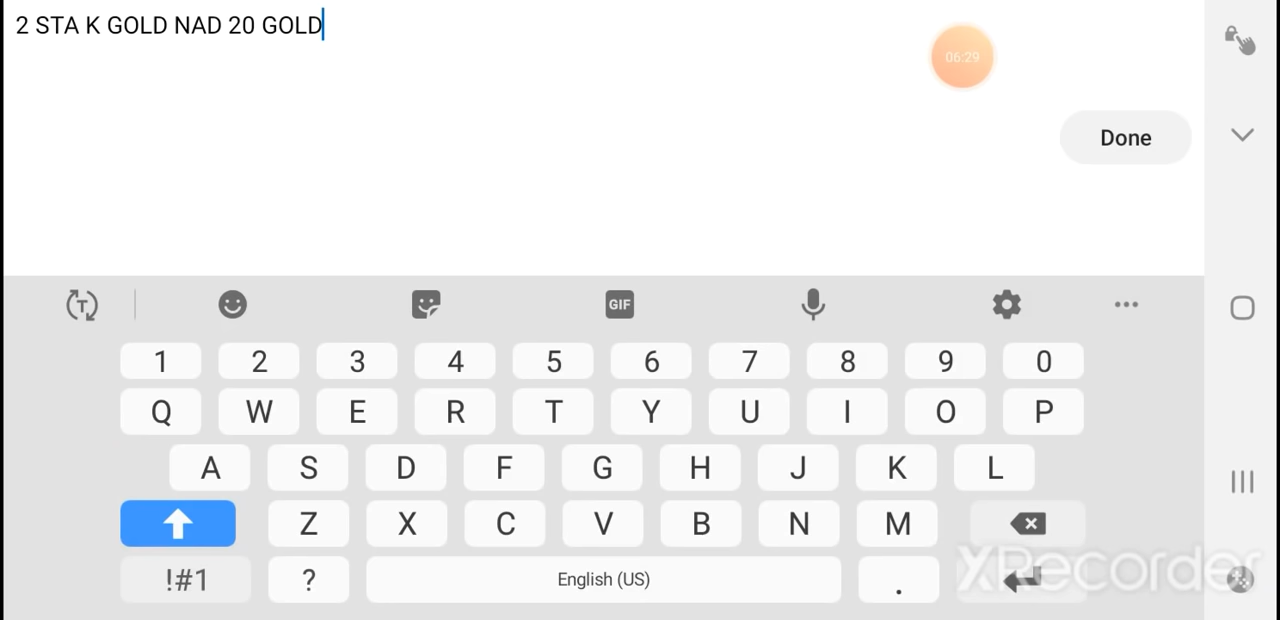 2 STA K GOLD NAD 20 GOLD
06:29
Done
T
GIF
1 2 3 4 5 6 7 8 9 0
Q W E R T Y U I O P
A S D F G H J K L
Z X C V B N M
!#1 ? English (US) .
XRecorder